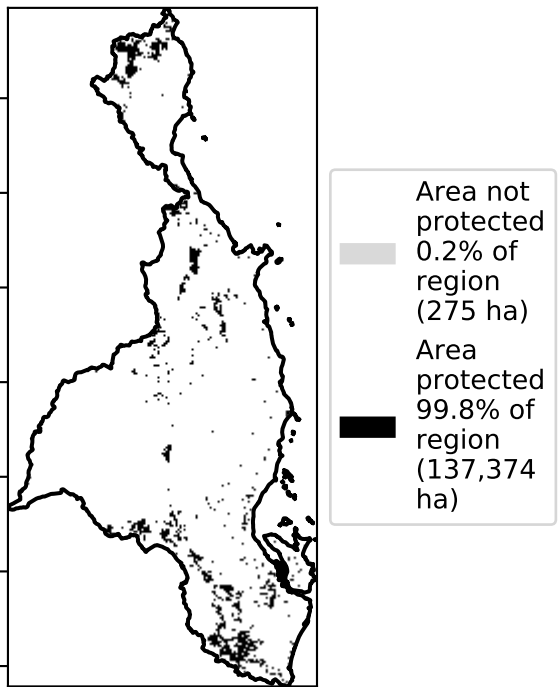 Area not
protected
0.2% of
region
(275 ha)
Area
protected
99.8% of
region
(137,374
ha)